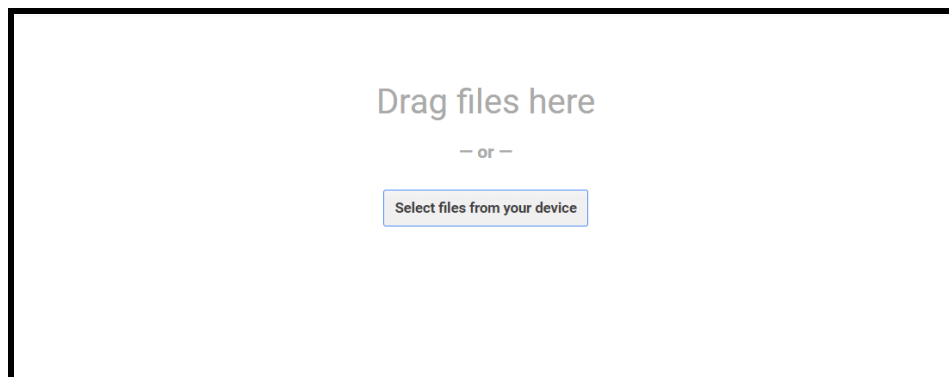 Drag files here
— or —
Select files from your device